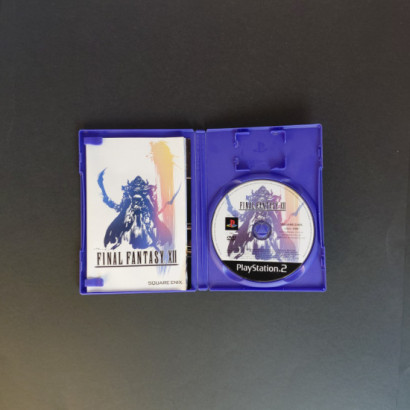 FINAL FANTASY XII
SQUARE ENIX
FINAL FANTASY XII
PlayStation.2